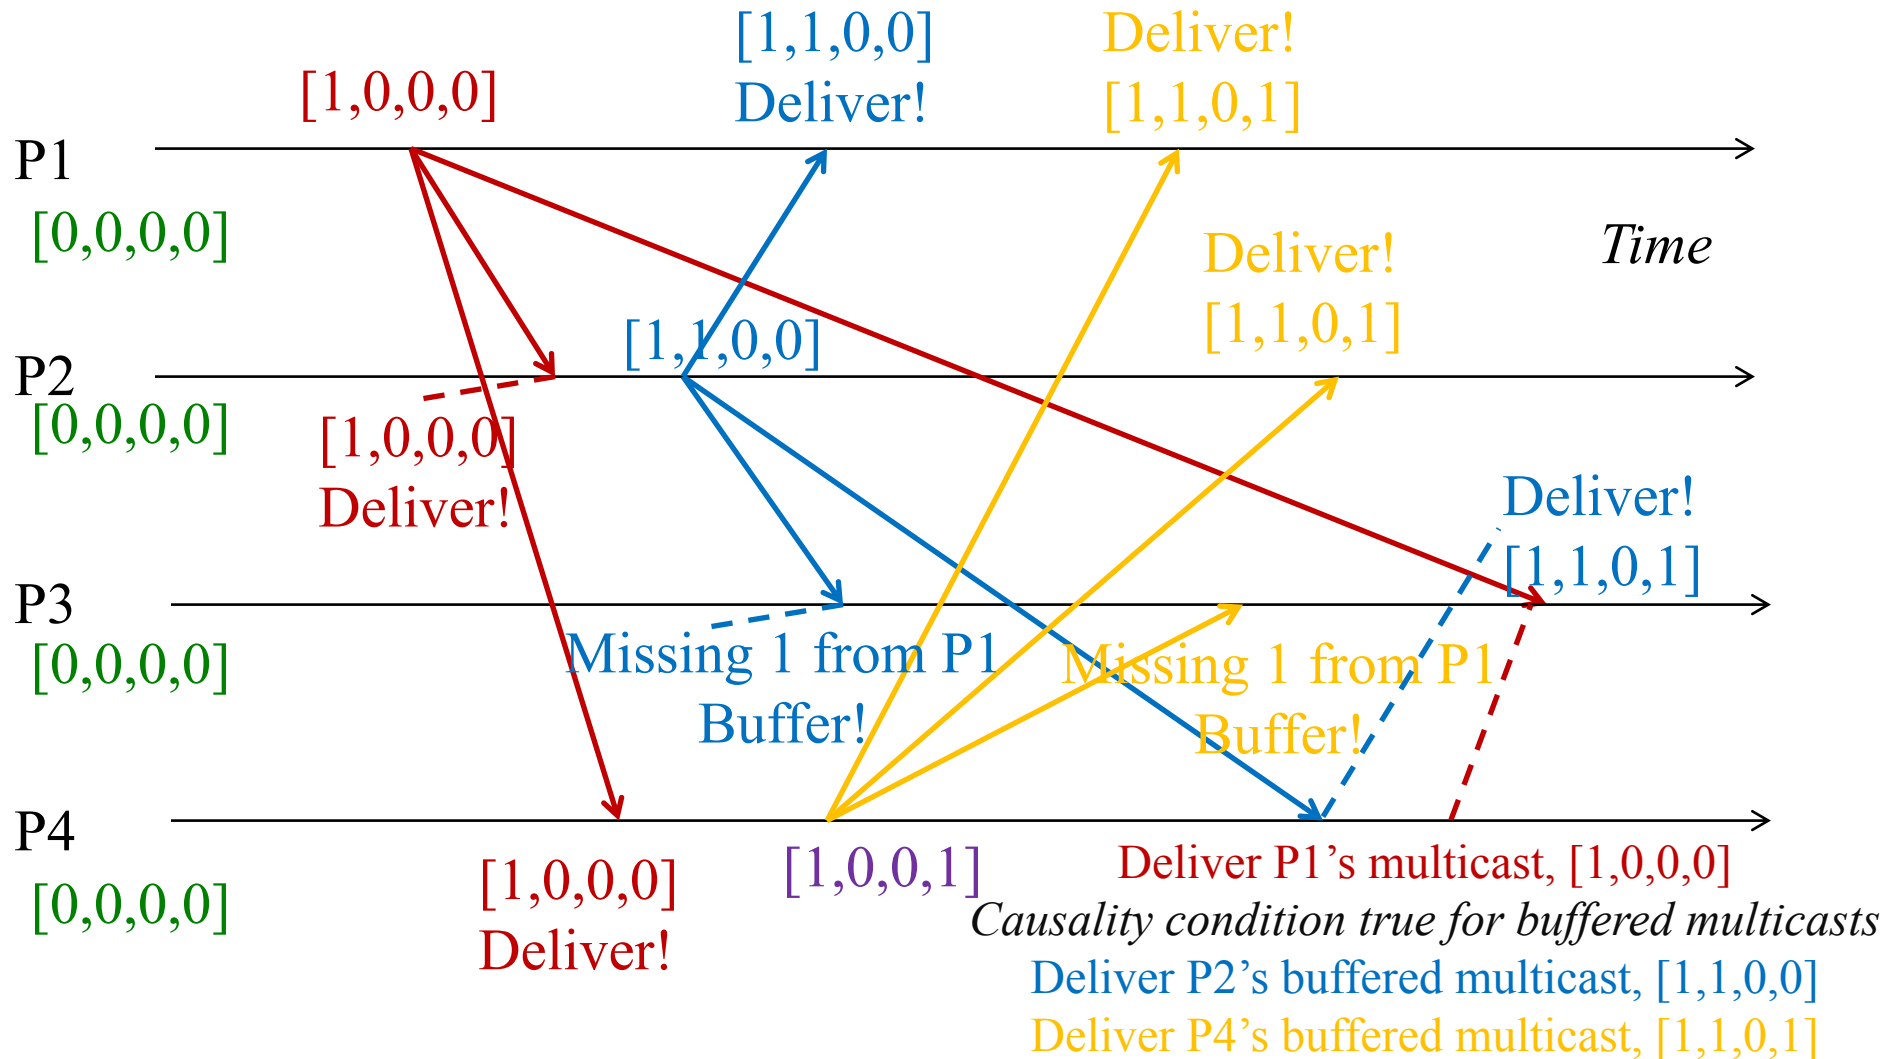 [1,1,0,0]
Deliver!
Deliver!
[1,1,0,1]
[1,0,0,0]
P1
[0,0,0,0]
Time
Deliver!
[1,1,0,1]
[1,1,0,0]
P2
[0,0,0,0]
[1,0,0,0]
Deliver!
Deliver!
[1,1,0,1]
P3
[0,0,0,0]
Missing 1 from P1
Buffer!
Missing 1 from P1
Buffer!
P4
[0,0,0,0]
[1,0,0,0]
Deliver!
[1,0,0,1]
Deliver P1’s multicast, [1,0,0,0]
Causality condition true for buffered multicasts
Deliver P2’s buffered multicast, [1,1,0,0]
Deliver P4’s buffered multicast, [1,1,0,1]